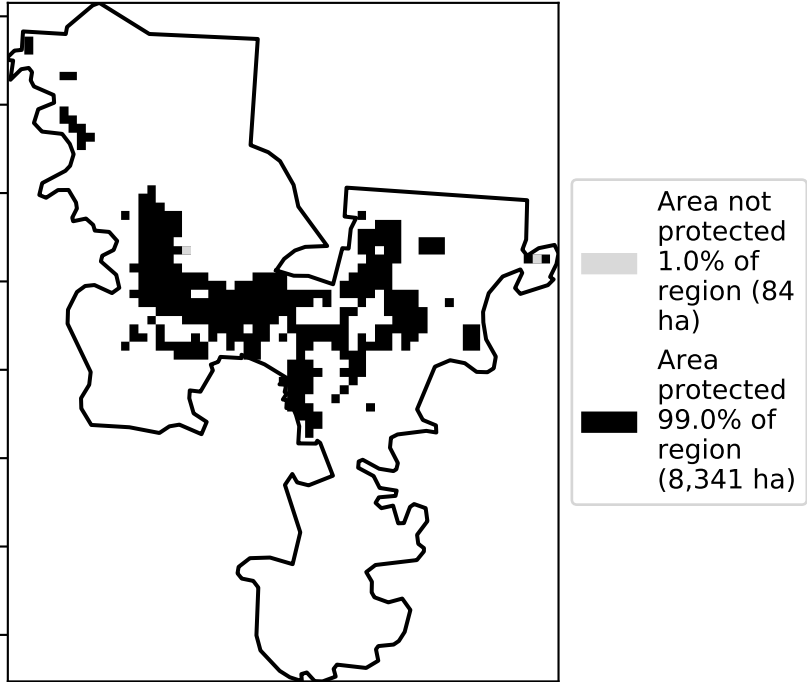 Area not
protected
1.0% of
region (84
ha)
Area
protected
99.0% of
region
(8,341 ha)